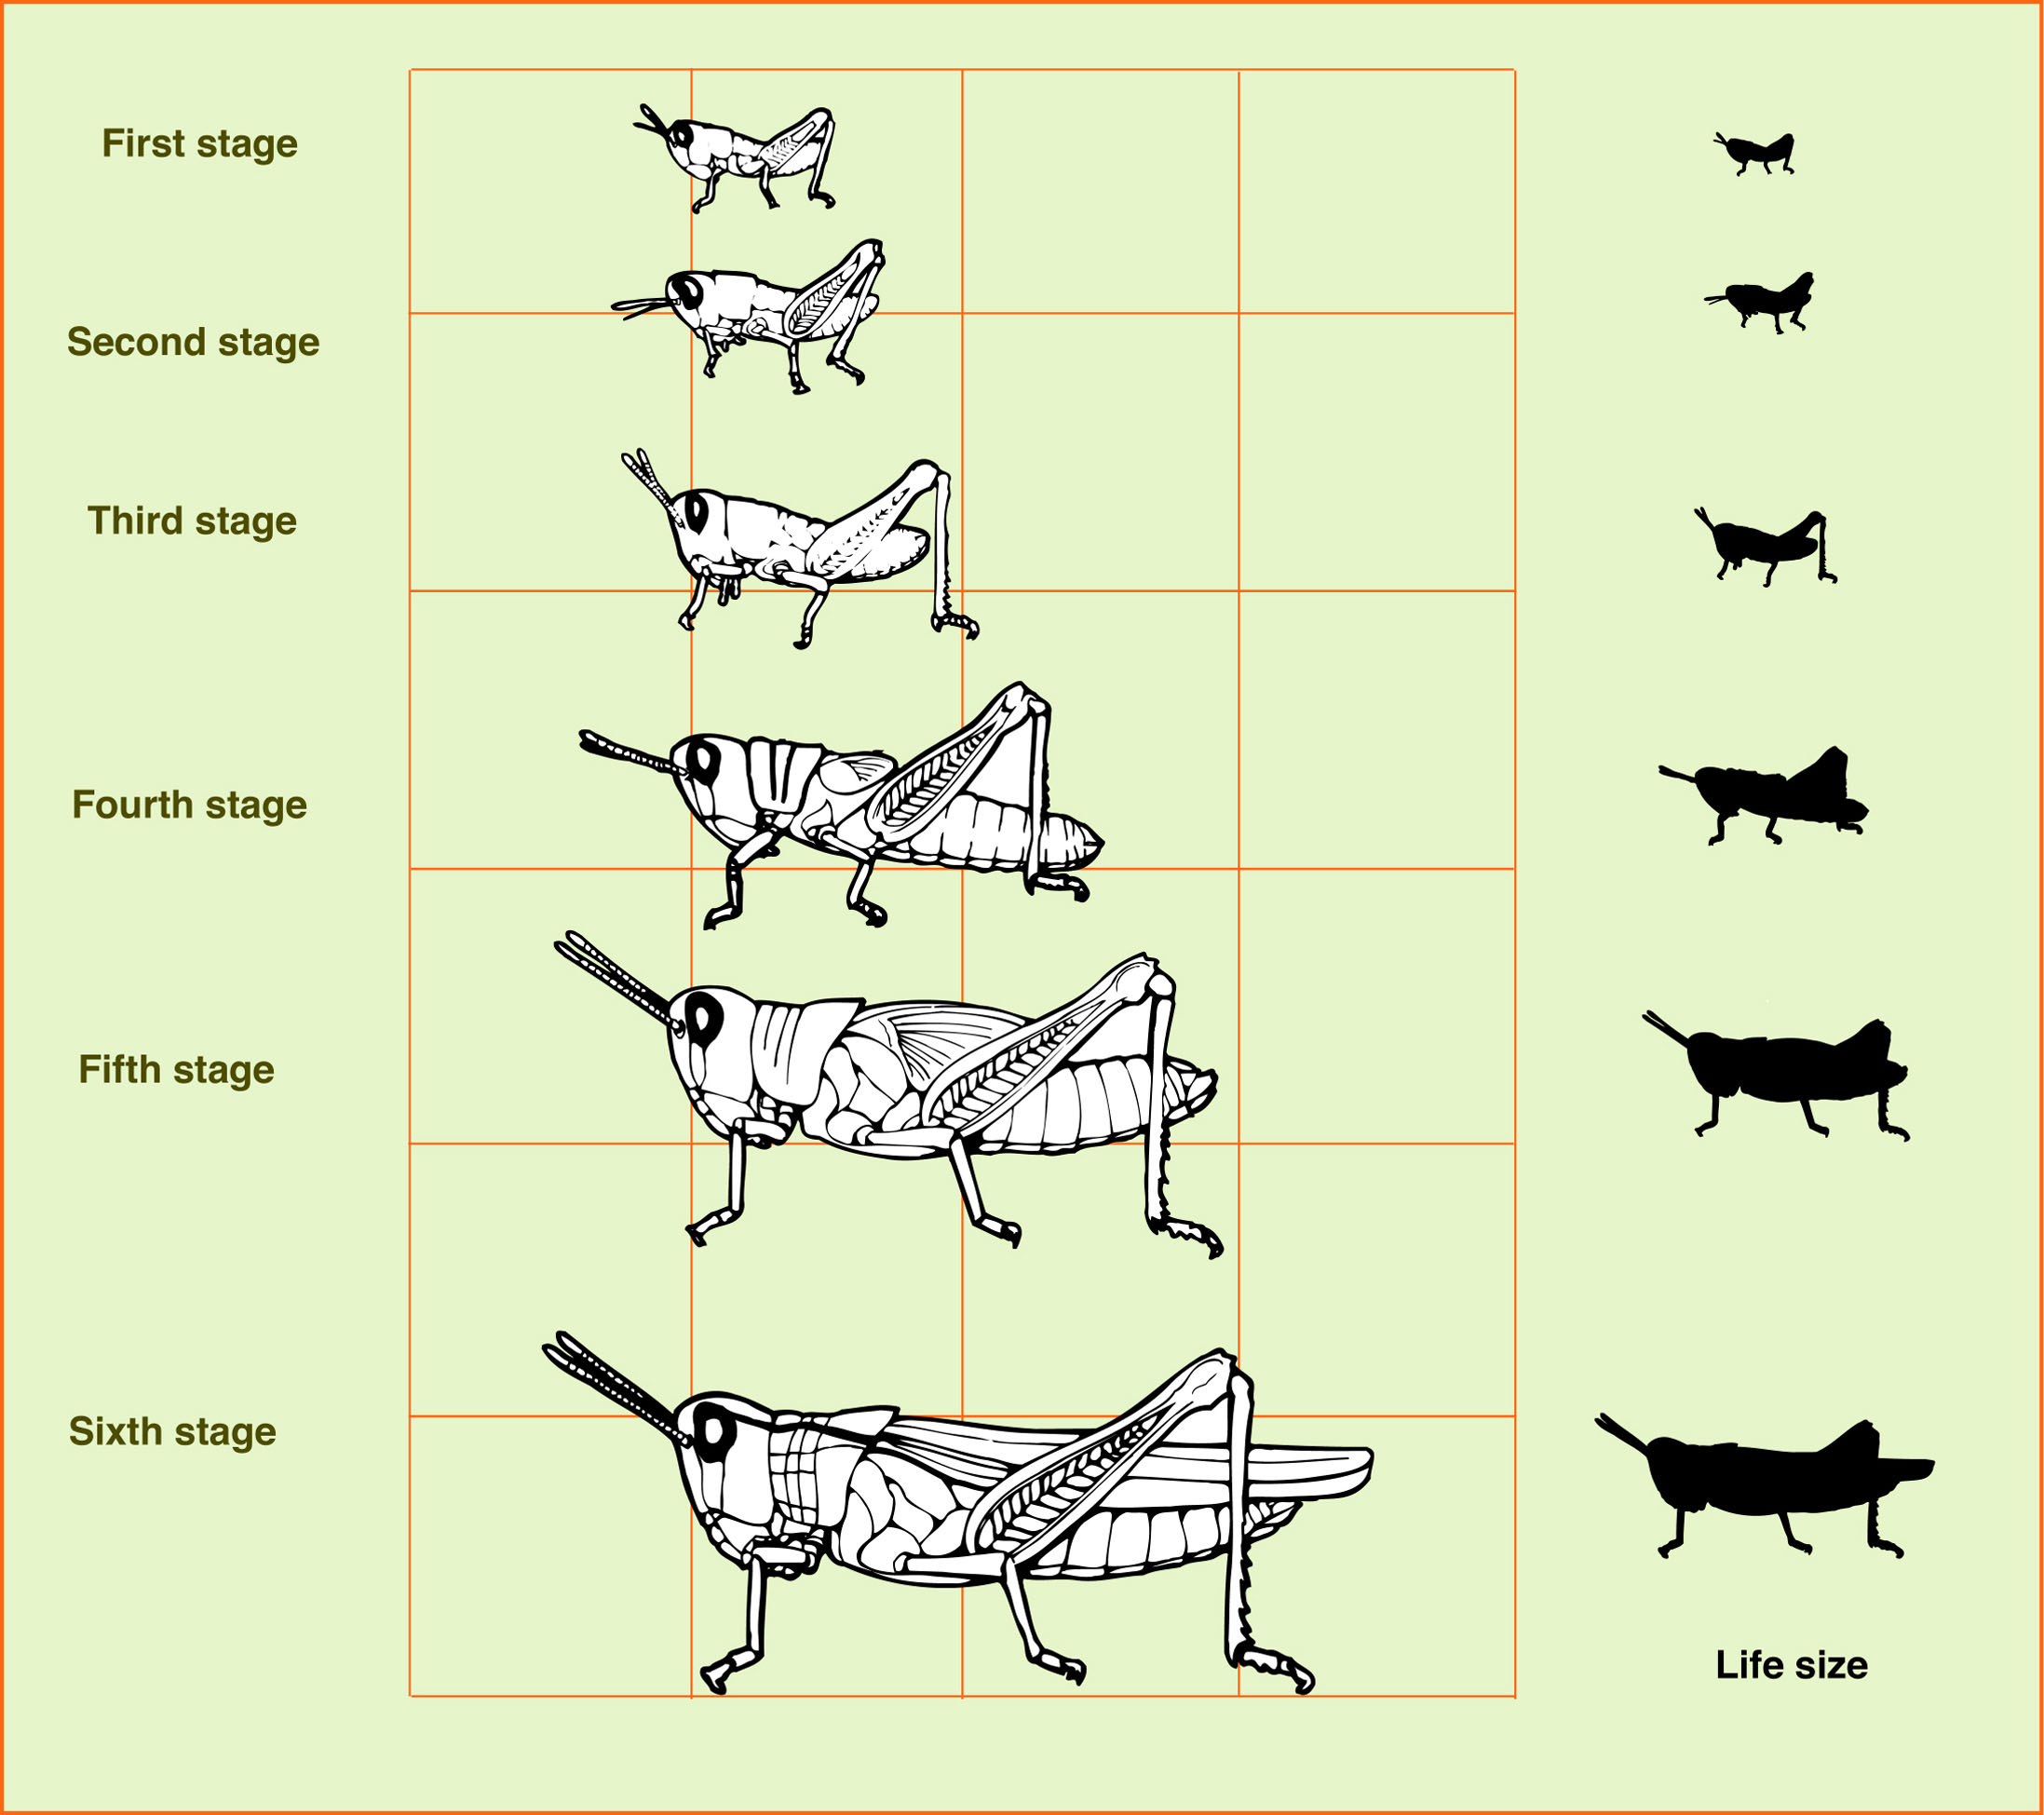 First stage
Second stage
Third stage
Fourth stage
Fifth stage
Sixth stage
Life size